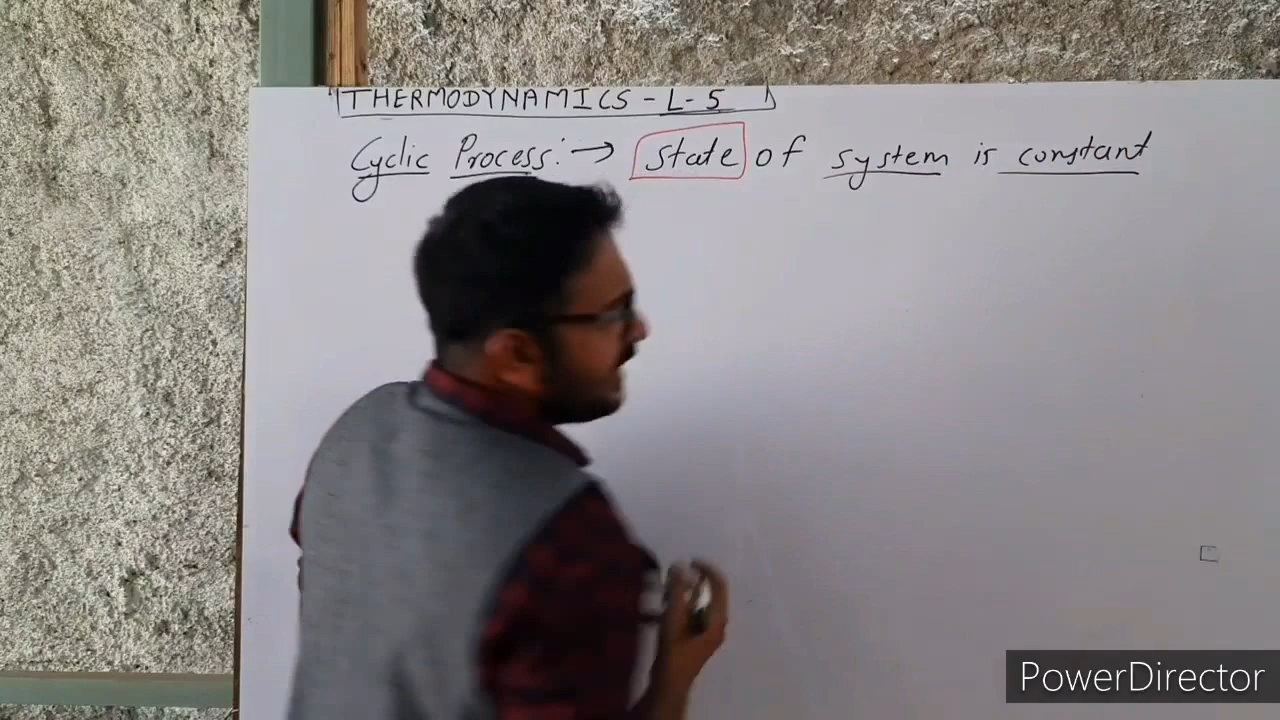 THERMODYNAMICS - L-5
Cyclic Process:→ State of system is constant
PowerDirector